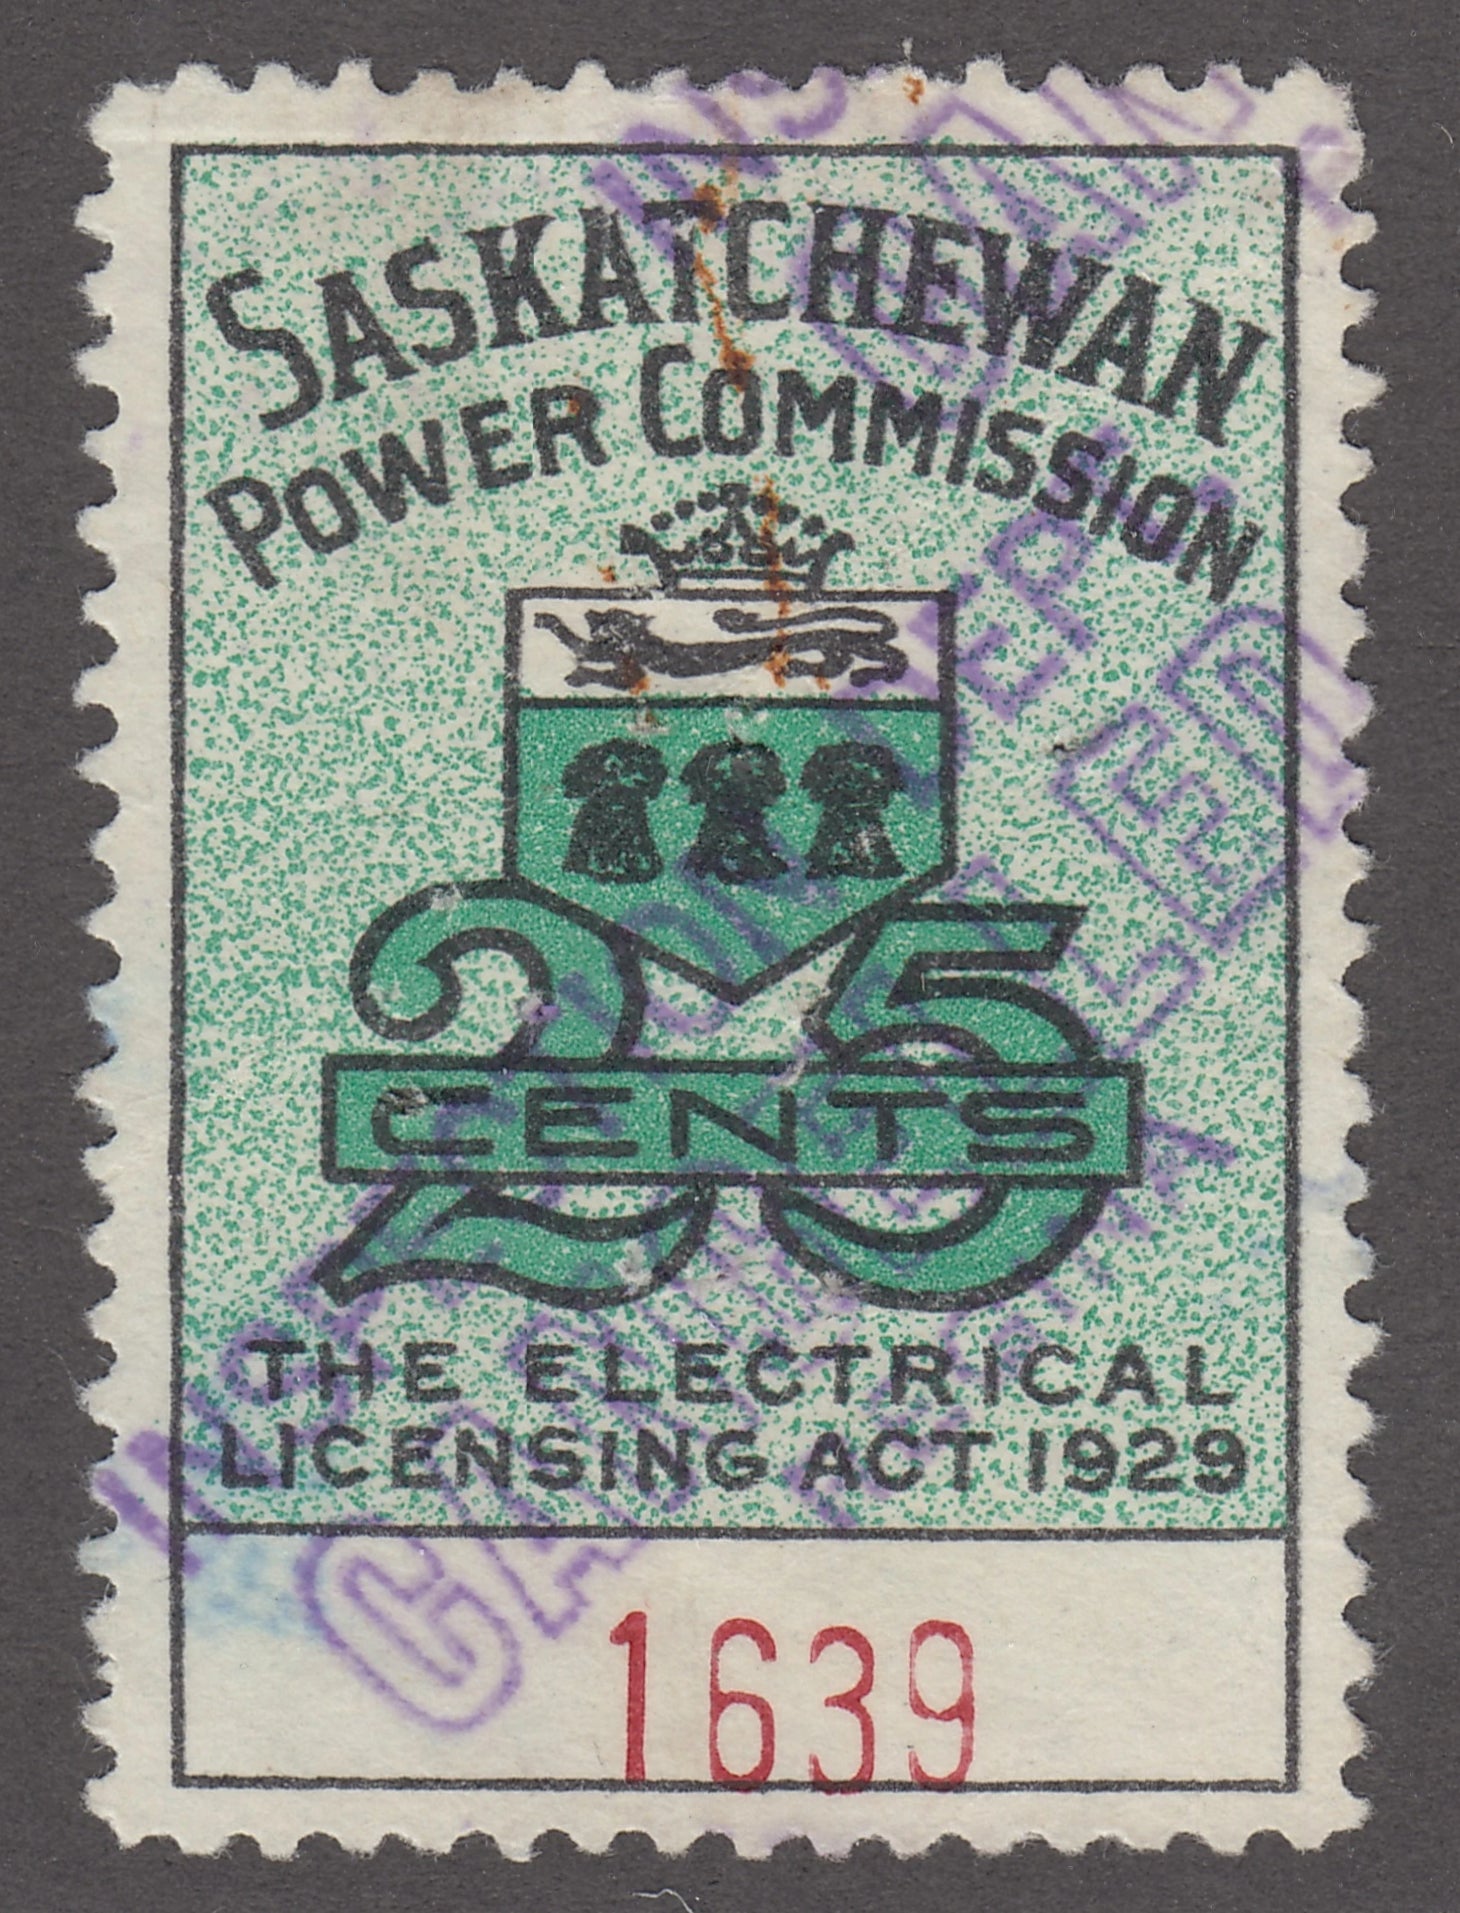 SASKATCHEWAN
POWER COMMISSION
25
CENTS
THE ELECTRICAL
LICENSING ACT 1929
1639